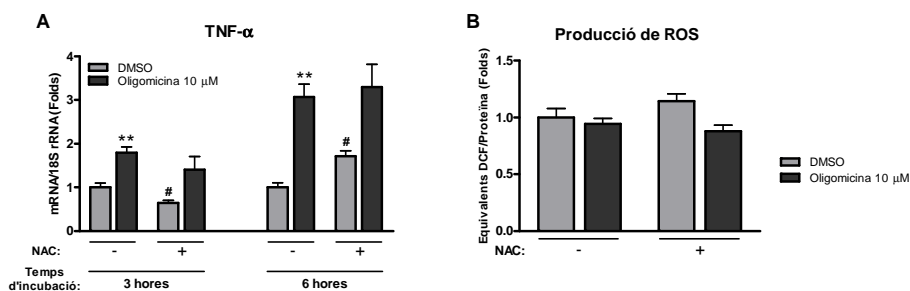 A
TNF-α
DMSO
Oligomicina 10 µM
mRNA/18S rRNA (Folds)
4
3
2
1
0
**
#
**
#
NAC:
- + - +
Temps
d'incubació:
3 hores 6 hores
B
Producció de ROS
Equivalents DCF/Proteïna (Folds)
1.5
1.0
0.5
0.0
NAC:
- +
DMSO
Oligomicina 10 µM